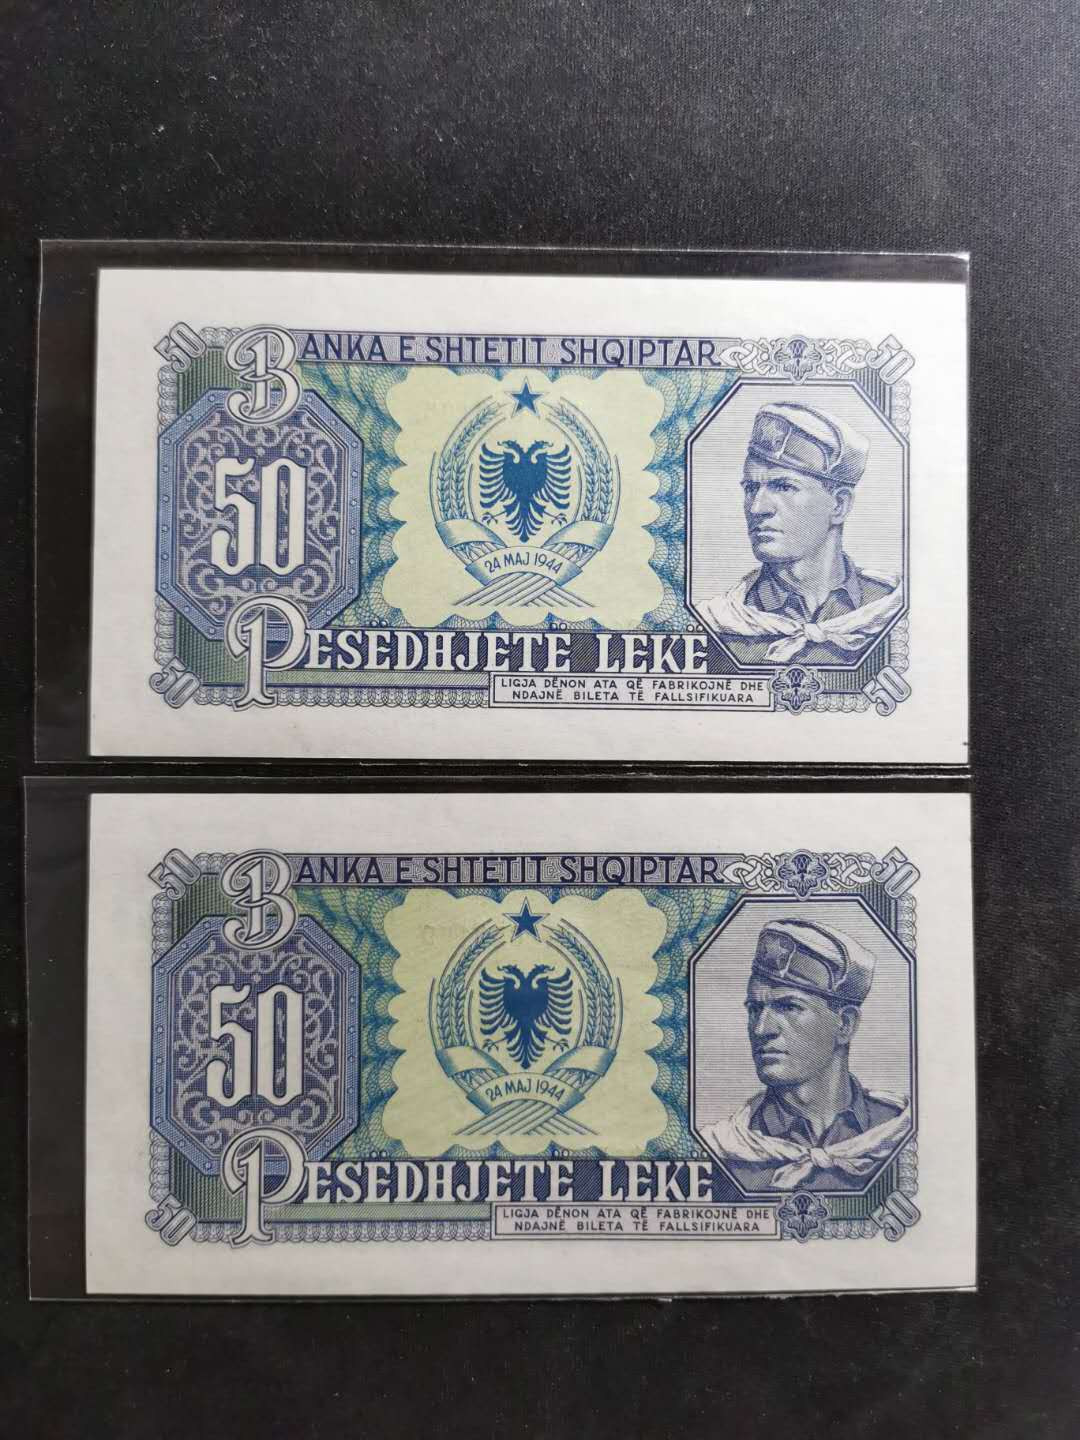 50 50
BANKA E SHTETIT SHQIPTAR
50
24 MAJ 1944
PESËDHJETË LEKË
LIGJA DËNON ATA QË FABRIKOJNË DHE
NDAJNË BILETA TË FALLSIFIKUARA
50 50
50 50
BANKA E SHTETIT SHQIPTAR
50
24 MAJ 1944
PESËDHJETË LEKË
LIGJA DËNON ATA QË FABRIKOJNË DHE
NDAJNË BILETA TË FALLSIFIKUARA
50 50